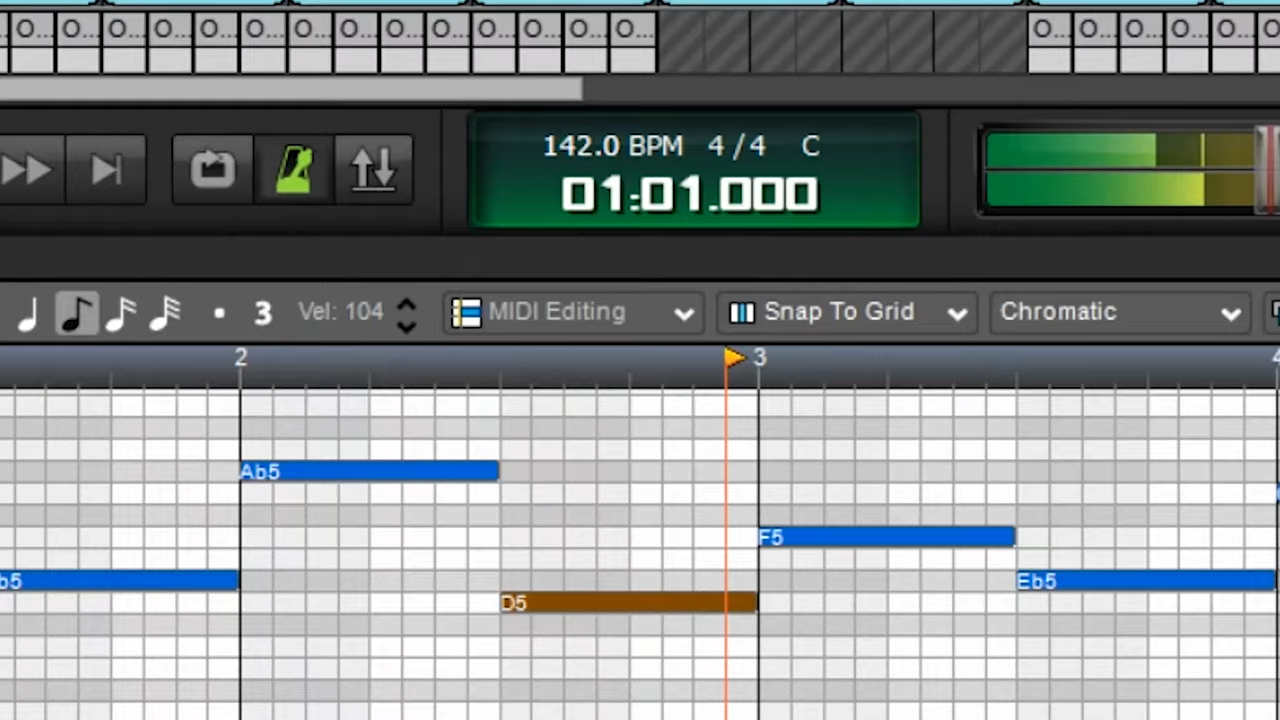 O... O... O... O... O... O... O... O... O... O... O... O... O... O... O... O... O... O... O...
142.0 BPM 4/4 C
01:01.000
3 Vel: 104 MIDI Editing Snap To Grid Chromatic
2 3 4
Ab5
F5
b5 Eb5
D5